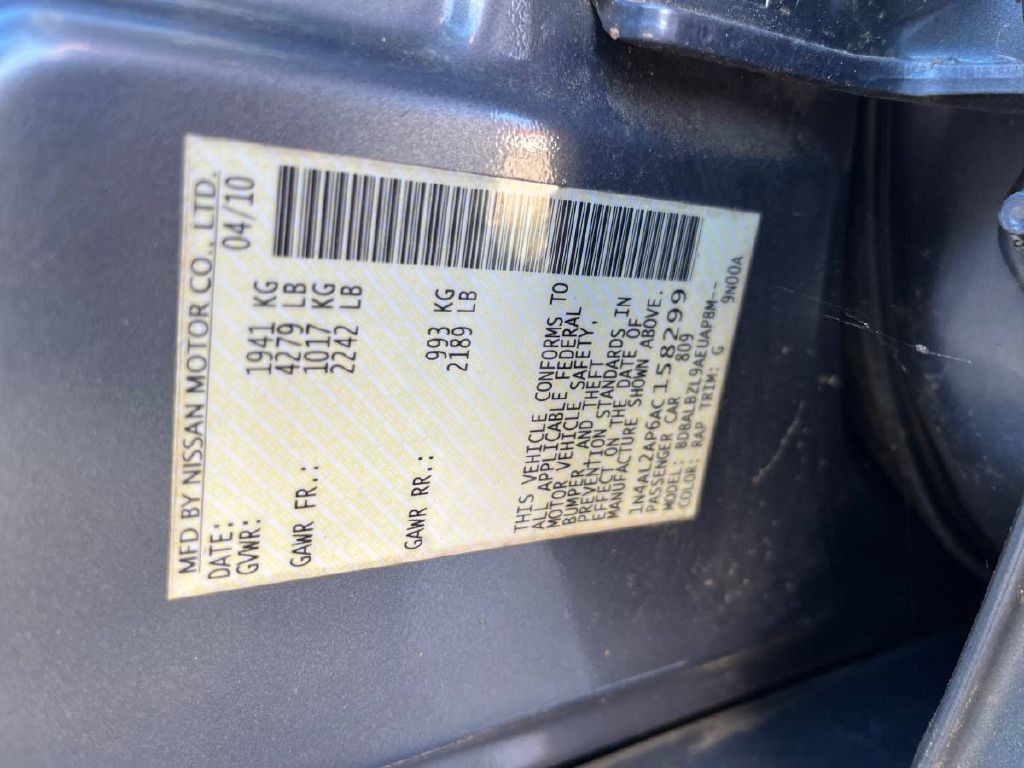 MFD BY NISSAN MOTOR CO., LTD.
DATE: 04/10
GVWR: 1941 KG
4279 LB
GAWR FR.: 1017 KG
2242 LB
GAWR RR.: 993 KG
2189 LB
THIS VEHICLE CONFORMS TO
ALL APPLICABLE FEDERAL
MOTOR VEHICLE SAFETY,
BUMPER, AND THEFT
PREVENTION STANDARDS IN
EFFECT ON THE DATE OF
MANUFACTURE SHOWN ABOVE.
1N4AL2AP6AC158299
PASSENGER CAR 809
MODEL: BDBALBZL9AEUAPBM--
COLOR: RAP TRIM: G 9N00A